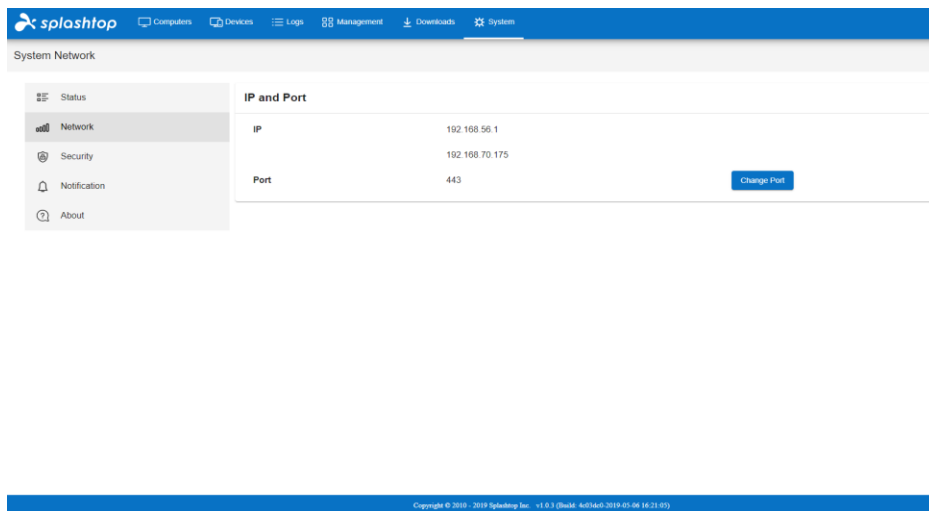 splashtop Computers Devices Logs Management Downloads System
System Network
Status
Network
Security
Notification
About
IP and Port
IP 192.168.56.1
192.168.70.175
Port 443 Change Port
Copyright © 2010 - 2019 Splashtop Inc. v1.0.3 (Build: 4c03dc0-2019-05-06 16:21:05)